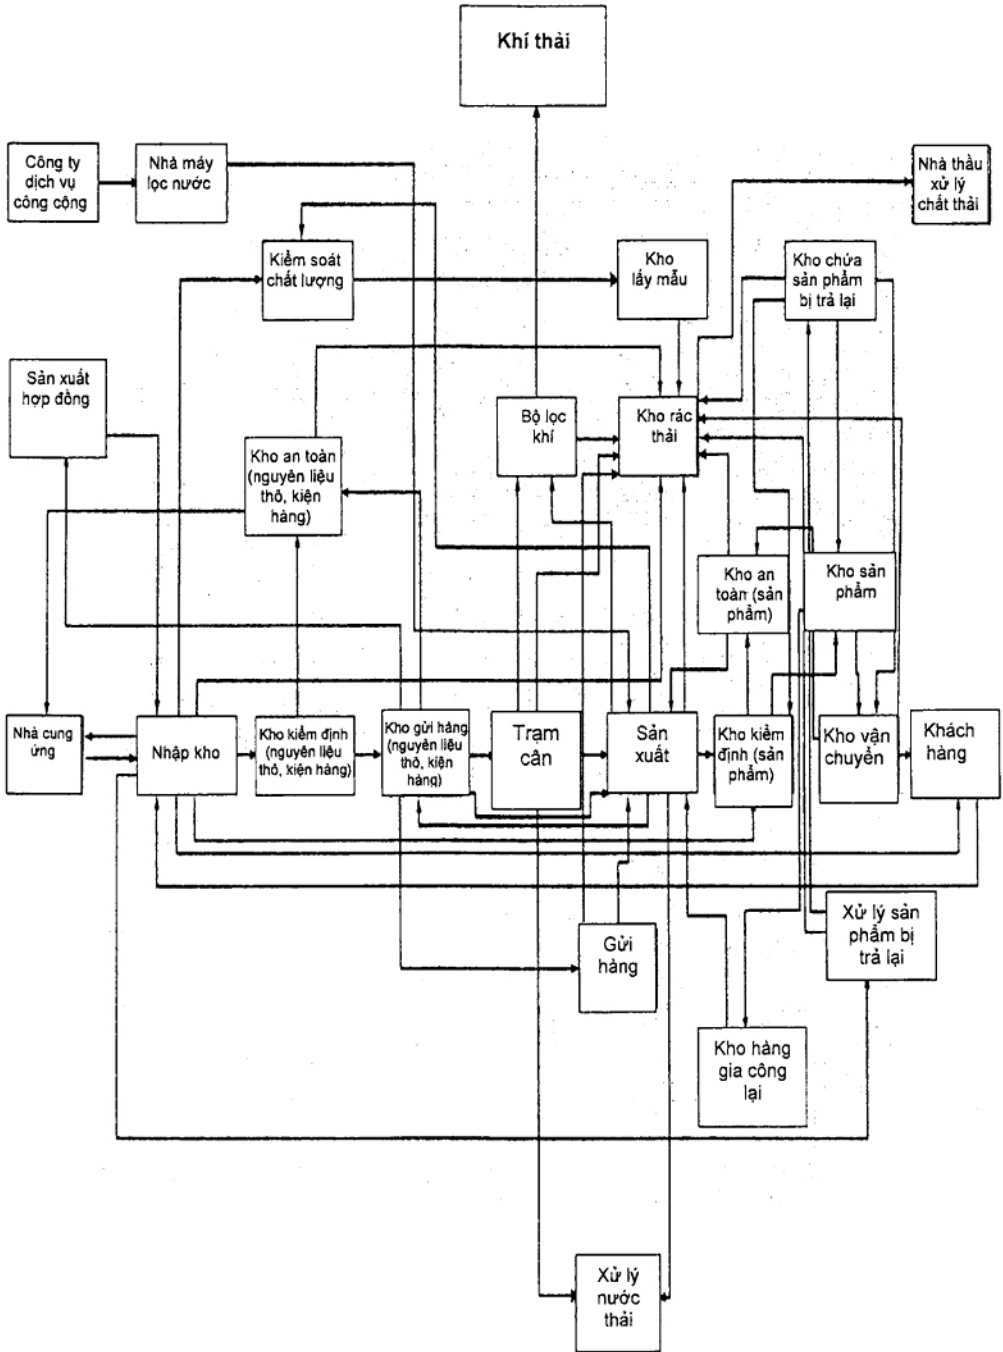 Khí thải
Công ty
dịch vụ
công cộng
Nhà máy
lọc nước
Nhà thầu
xử lý
chất thải
Kiểm soát
chất lượng
Kho
lấy mẫu
Kho chứa
sản phẩm
bị trả lại
Sản xuất
hợp đồng
Bộ lọc
khí
Kho rác
thải
Kho an toàn
(nguyên liệu
thô, kiện
hàng)
Kho an
toàn (sản
phẩm)
Kho sản
phẩm
Nhà cung
ứng
Nhập kho
Kho kiểm định
(nguyên liệu
thô, kiện hàng)
Kho gửi hàng
(nguyên liệu
thô, kiện
hàng)
Trạm
cân
Sản
xuất
Kho kiểm
định (sản
phẩm)
Kho vận
chuyển
Khách
hàng
Gửi
hàng
Xử lý sản
phẩm bị
trả lại
Kho hàng
gia công
lại
Xử lý
nước
thải